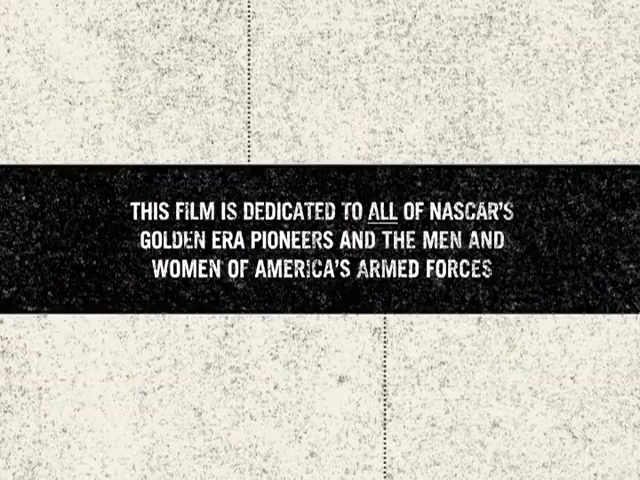 THIS FILM IS DEDICATED TO ALL OF NASCAR'S
GOLDEN ERA PIONEERS AND THE MEN AND
WOMEN OF AMERICA'S ARMED FORCES